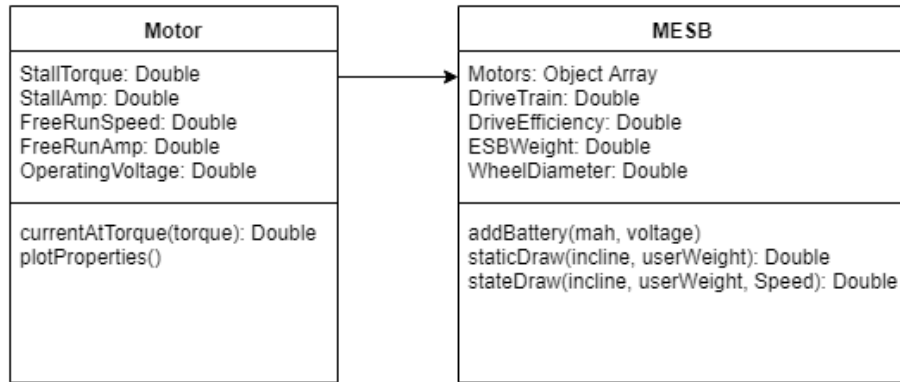 Motor
StallTorque: Double
StallAmp: Double
FreeRunSpeed: Double
FreeRunAmp: Double
OperatingVoltage: Double
currentAtTorque(torque): Double
plotProperties()
MESB
Motors: Object Array
DriveTrain: Double
DriveEfficiency: Double
ESBWeight: Double
WheelDiameter: Double
addBattery(mah, voltage)
staticDraw(incline, userWeight): Double
stateDraw(incline, userWeight, Speed): Double